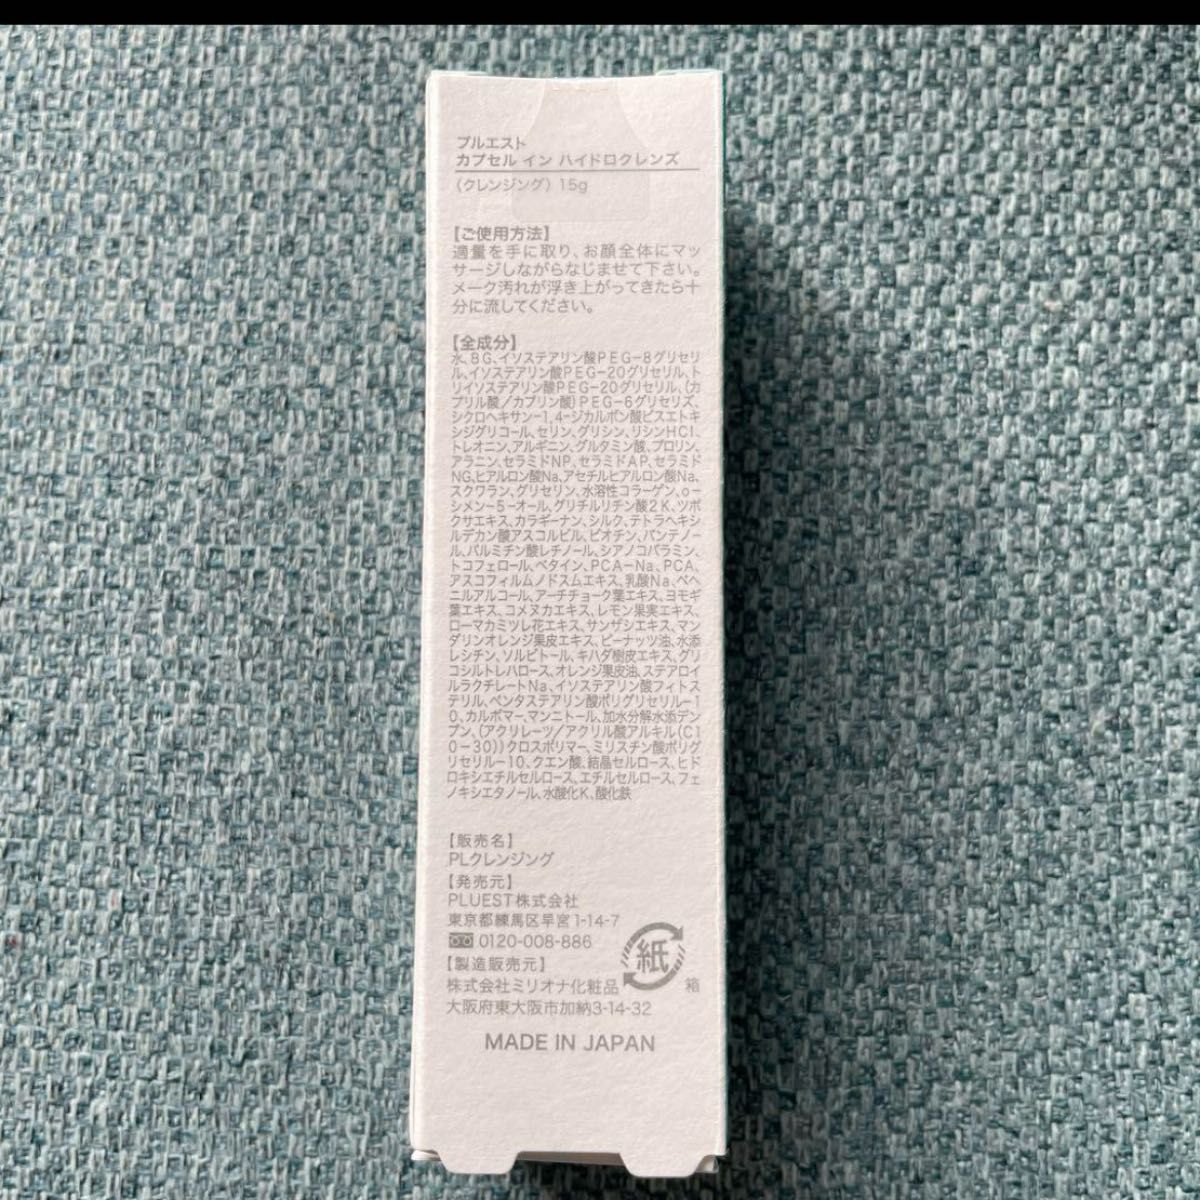 プルエスト
カプセル イン ハイドロクレンズ
(クレンジング) 15g
【ご使用方法】
適量を手に取り、お顔全体にマッ
サージしながらなじませて下さい。
メーク汚れが浮き上がってきたら十
分に流してください。
【全成分】
水、BG、イソステアリン酸PEG-8グリセリ
ル、イソステアリン酸PEG-20グリセリル、ト
リイソステアリン酸PEG-20グリセリル、(カ
プリル酸/カプリン酸)PEG-6グリセリズ、
シクロヘキサン-1,4-ジカルボン酸ビスエトキ
シジグリコール、セリン、グリシン、リシンHCl、
トレオニン、アルギニン、グルタミン酸、プロリン、
アラニン、セラミドNP、セラミドAP、セラミド
NG、ヒアルロン酸Na、アセチルヒアルロン酸Na、
スクワラン、グリセリン、水溶性コラーゲン、o-
シメン-5-オール、グリチルリチン酸2K、ツボ
クサエキス、カラギーナン、シルク、テトラヘキシ
ルデカン酸アスコルビル、ビオチン、パンテノー
ル、パルミチン酸レチノール、シアノコバラミン、
トコフェロール、ベタイン、PCA-Na、PCA、
アスコフィルムノドスムエキス、乳酸Na、ベヘ
ニルアルコール、アーチチョーク葉エキス、ヨモギ
葉エキス、コメヌカエキス、レモン果実エキス、
ローマカミツレ花エキス、サンザシエキス、マン
ダリンオレンジ果皮エキス、ピーナッツ油、水添
レシチン、ソルビトール、キハダ樹皮エキス、グリ
コシルトレハロース、オレンジ果皮油、ステアロイ
ルラクチレートNa、イソステアリン酸フィトス
テリル、ペンタステアリン酸ポリグリセリル-1
0、カルボマー、マンニトール、加水分解水添デン
プン、(アクリレーツ/アクリル酸アルキル(C1
0-30))クロスポリマー、ミリスチン酸ポリグ
リセリル-10、クエン酸、結晶セルロース、ヒド
ロキシエチルセルロース、エチルセルロース、フェ
ノキシエタノール、水酸化K、酸化鉄
【販売名】
PLクレンジング
【発売元】
PLUEST株式会社
東京都練馬区早宮1-14-7
0120-008-886
【製造販売元】
株式会社ミリオナ化粧品
大阪府東大阪市加納3-14-32
紙
箱
MADE IN JAPAN